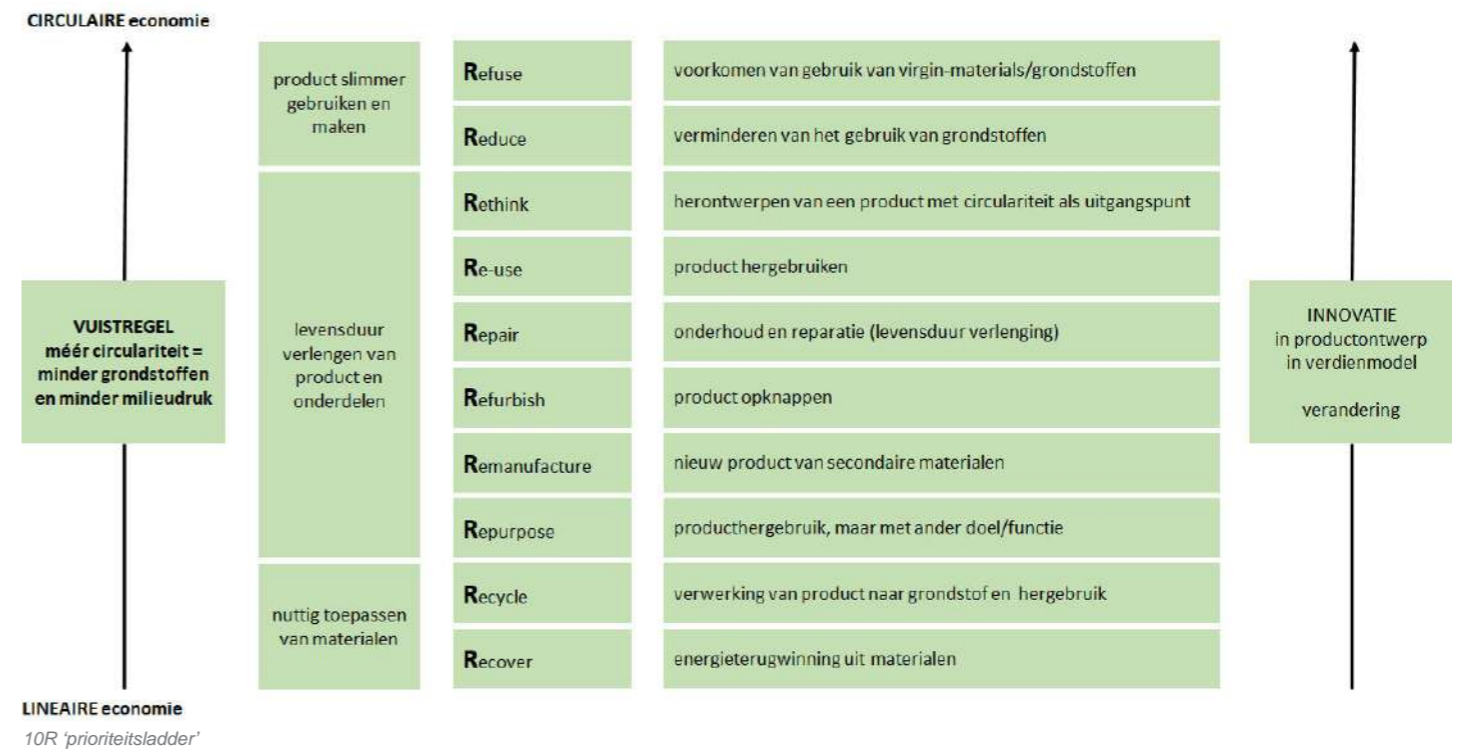 CIRCULAIRE economie
product slimmer
gebruiken en
maken
Refuse
voorkomen van gebruik van virgin-materials/grondstoffen
Reduce
verminderen van het gebruik van grondstoffen
VUISTREGEL
méér circulariteit =
minder grondstoffen
en minder milieudruk
levensduur
verlengen van
product en
onderdelen
Rethink
herontwerpen van een product met circulariteit als uitgangspunt
Re-use
product hergebruiken
Repair
onderhoud en reparatie (levensduur verlenging)
Refurbish
product opknappen
Remanufacture
nieuw product van secondaire materialen
Repurpose
producthergebruik, maar met ander doel/functie
nuttig toepassen
van materialen
Recycle
verwerking van product naar grondstof en hergebruik
Recover
energieterugwinning uit materialen
INNOVATIE
in productontwerp
in verdienmodel
verandering
LINEAIRE economie
10R ‘prioriteitsladder’